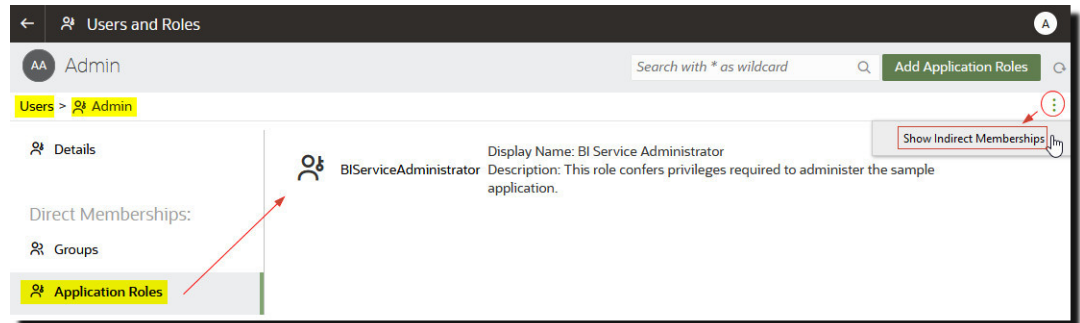 Users and Roles
A
AA Admin
Search with * as wildcard
Add Application Roles
Users > Admin
Show Indirect Memberships
Details
BIServiceAdministrator
Display Name: BI Service Administrator
Description: This role confers privileges required to administer the sample
application.
Direct Memberships:
Groups
Application Roles